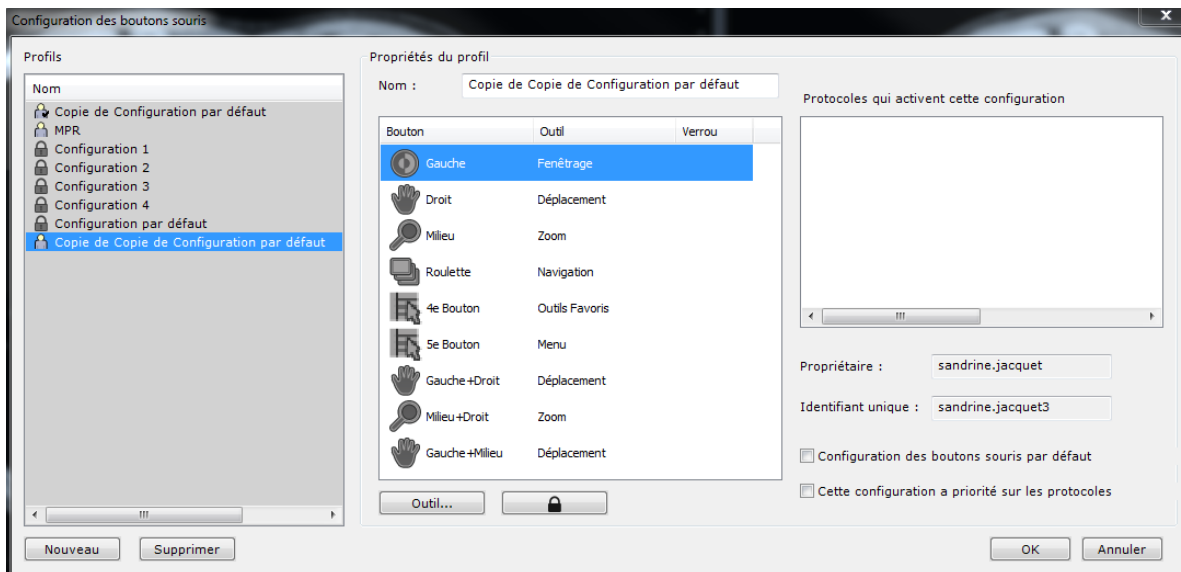 Configuration des boutons souris
x
Profils
Nom
Copie de Configuration par défaut
MPR
Configuration 1
Configuration 2
Configuration 3
Configuration 4
Configuration par défaut
Copie de Copie de Configuration par défaut
Nouveau
Supprimer
Propriétés du profil
Nom : Copie de Copie de Configuration par défaut
Bouton Outil Verrou
Gauche Fenêtrage
Droit Déplacement
Milieu Zoom
Roulette Navigation
4e Bouton Outils Favoris
5e Bouton Menu
Gauche+Droit Déplacement
Milieu+Droit Zoom
Gauche+Milieu Déplacement
Outil...
Protocoles qui activent cette configuration
Propriétaire : sandrine.jacquet
Identifiant unique : sandrine.jacquet3
Configuration des boutons souris par défaut
Cette configuration a priorité sur les protocoles
OK
Annuler